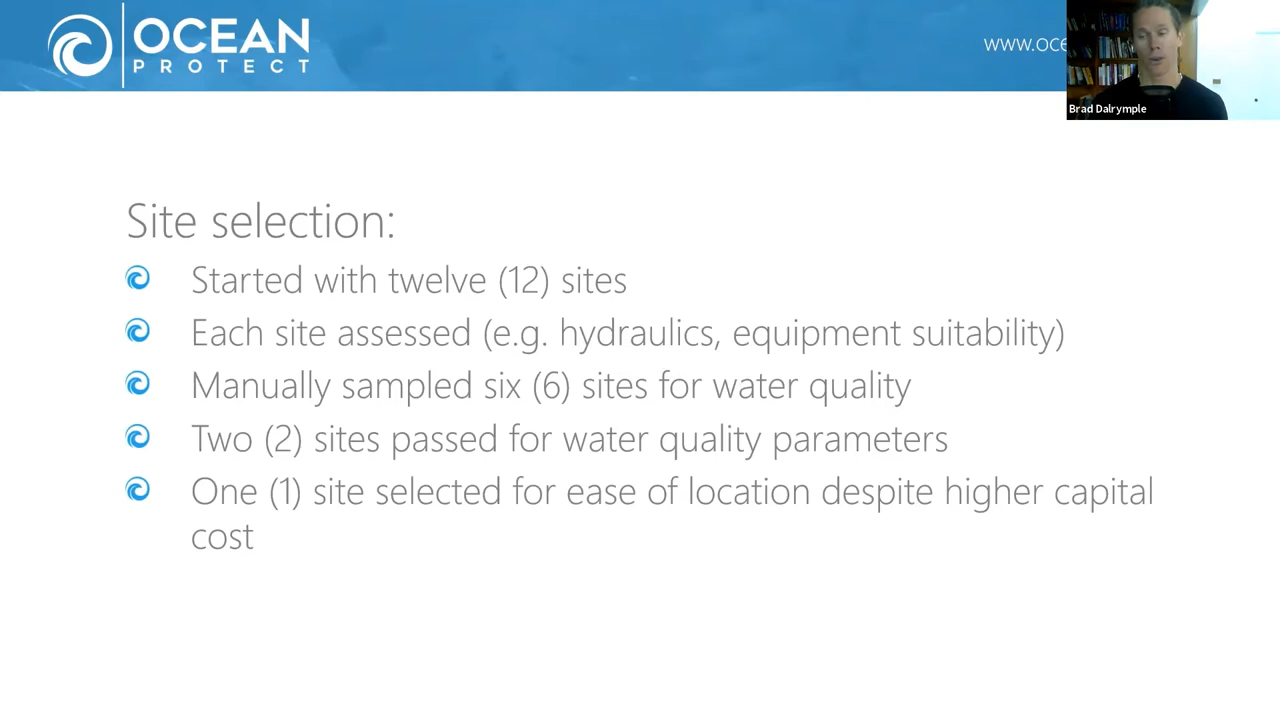 OCEAN
PROTECT
www.oce
Brad Dalrymple
Site selection:
Started with twelve (12) sites
Each site assessed (e.g. hydraulics, equipment suitability)
Manually sampled six (6) sites for water quality
Two (2) sites passed for water quality parameters
One (1) site selected for ease of location despite higher capital
cost